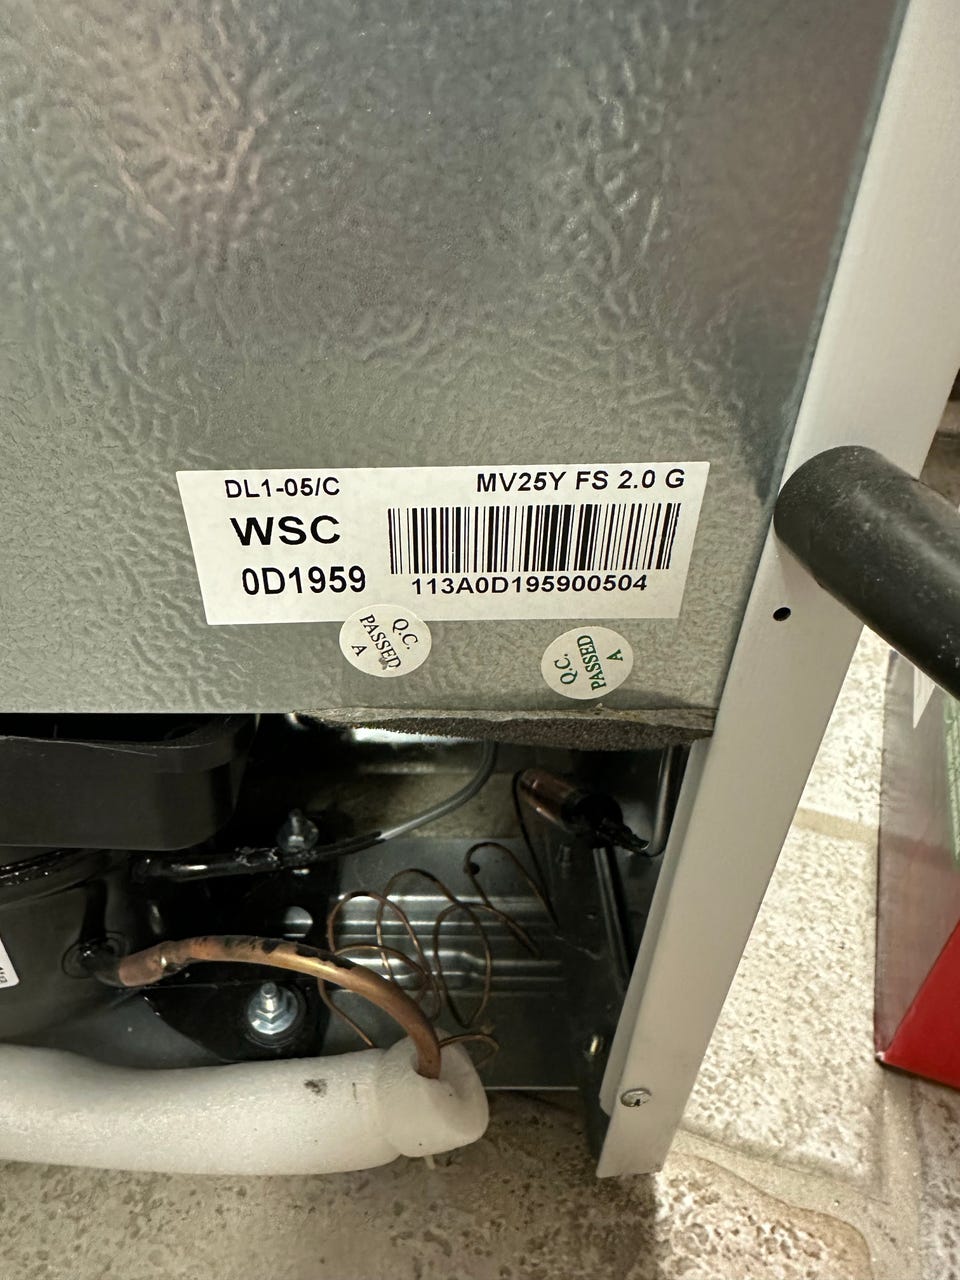 DL1-05/C
MV25Y FS 2.0 G
WSC
0D1959
113A0D195900504
Q.C.
PASSED
A
Q.C.
PASSED
A